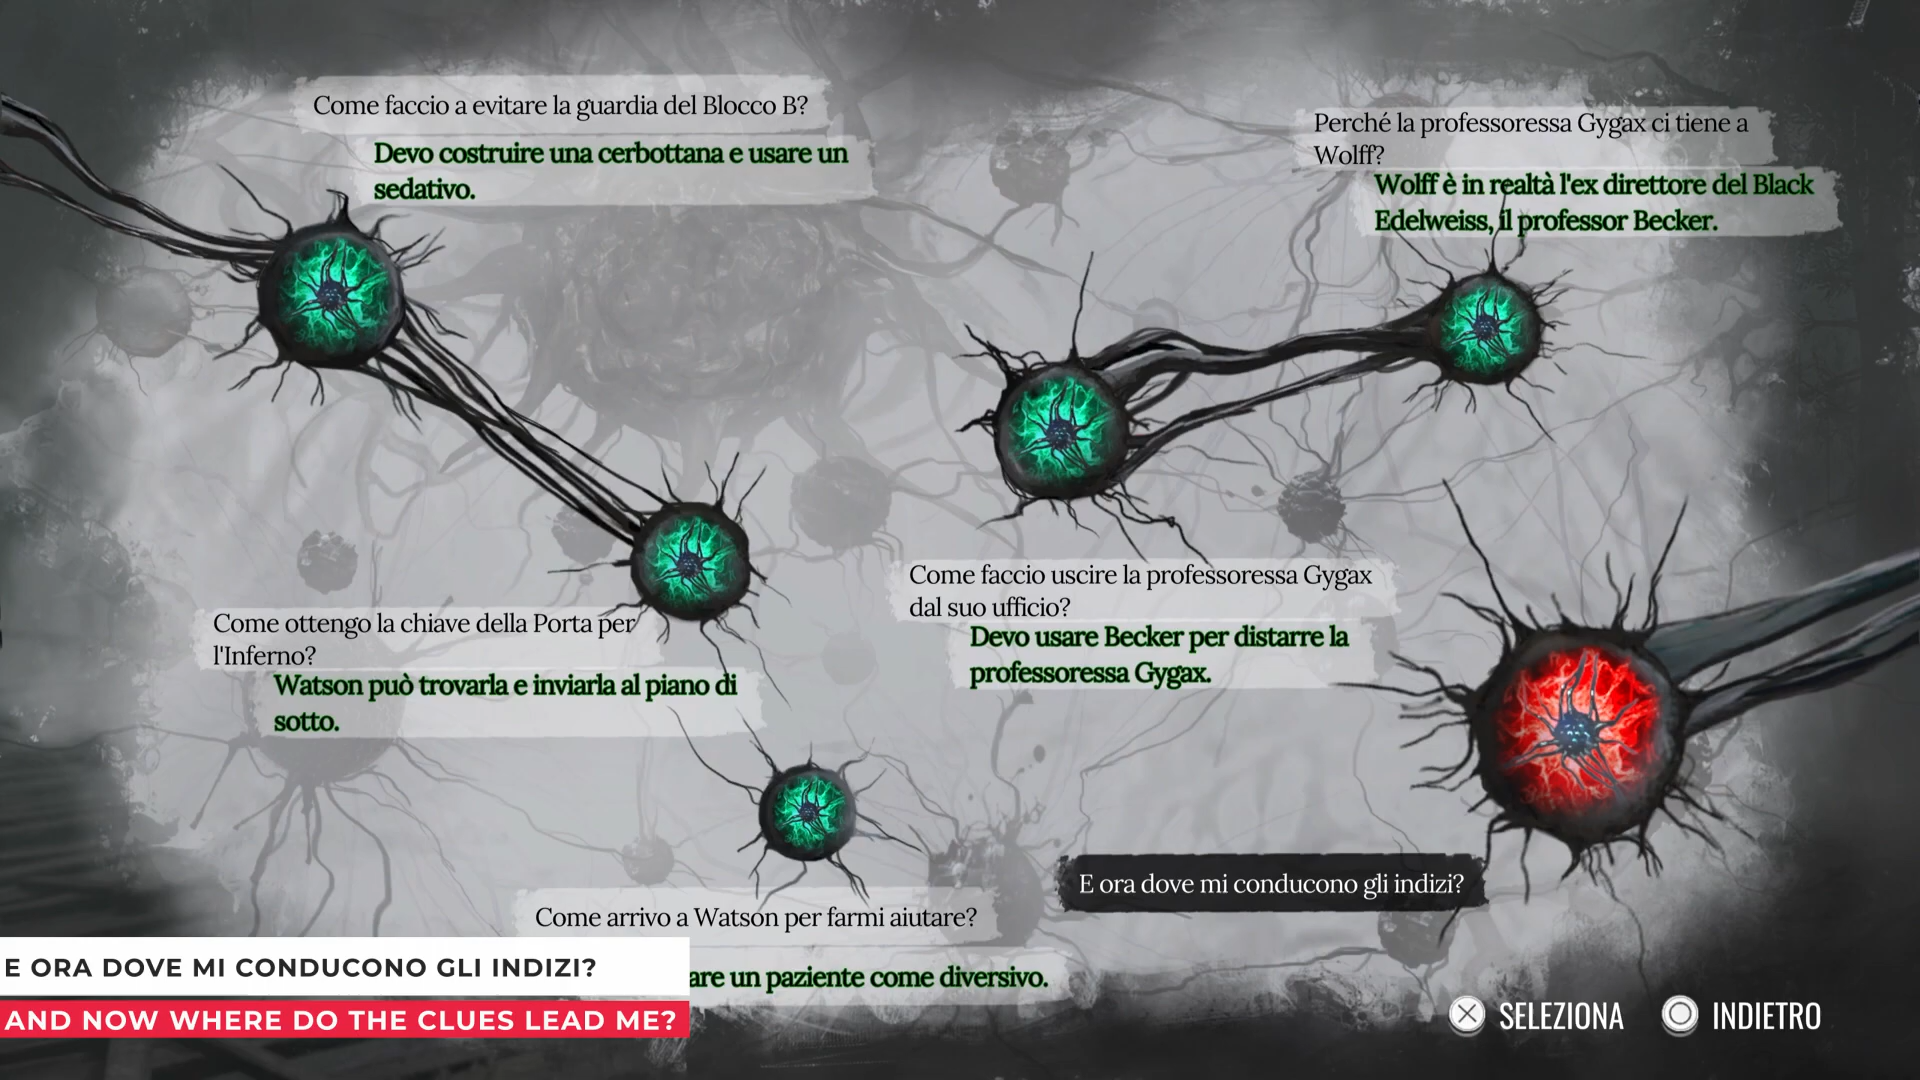 Come faccio a evitare la guardia del Blocco B?
Devo costruire una cerbottana e usare un
sedativo.
Perché la professoressa Gygax ci tiene a
Wolff?
Wolff è in realtà l'ex direttore del Black
Edelweiss, il professor Becker.
Come ottengo la chiave della Porta per
l'Inferno?
Watson può trovarla e inviarla al piano di
sotto.
Come faccio uscire la professoressa Gygax
dal suo ufficio?
Devo usare Becker per distarre la
professoressa Gygax.
E ora dove mi conducono gli indizi?
Come arrivo a Watson per farmi aiutare?
un paziente come diversivo.
E ORA DOVE MI CONDUCONO GLI INDIZI?
AND NOW WHERE DO THE CLUES LEAD ME?
SELEZIONA
INDIETRO